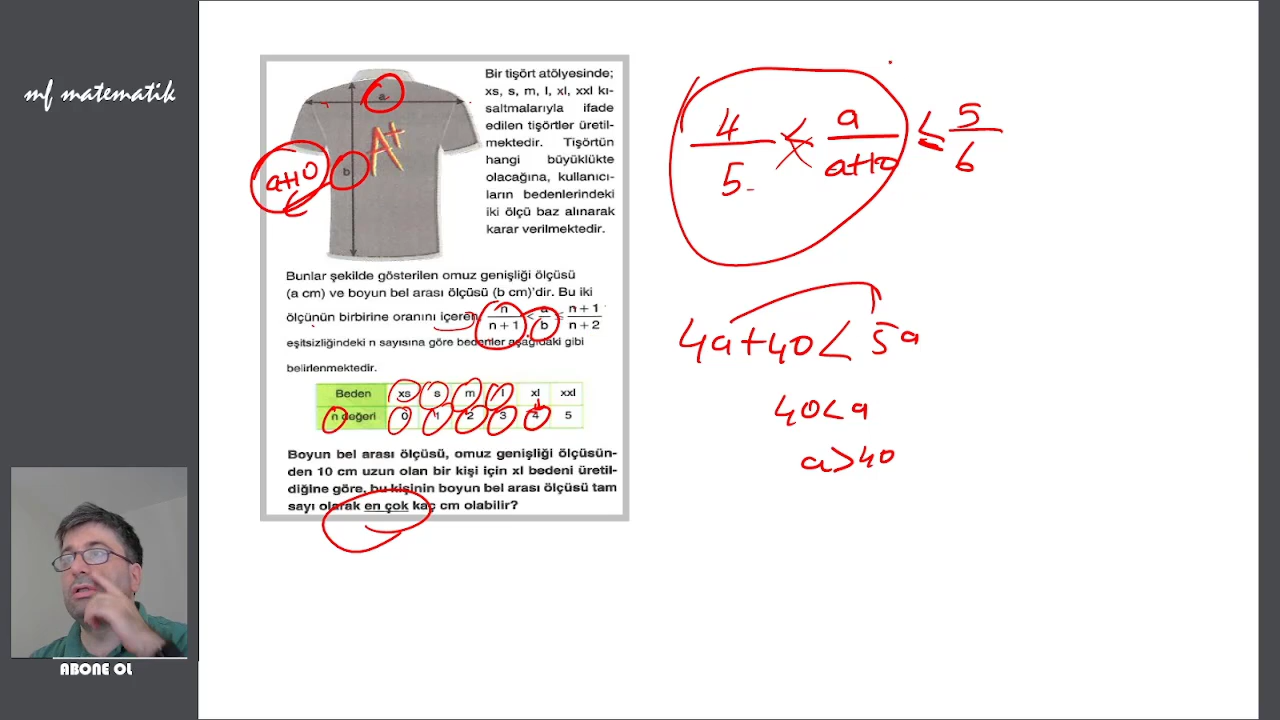 mf matematik
Bir tişört atölyesinde;
xs, s, m, l, xl, xxl kı-
saltmalarıyla ifade
edilen tişörtler üretil-
mektedir. Tişörtün
hangi büyüklükte
olacağına, kullanıcı-
ların bedenlerindeki
iki ölçü baz alınarak
karar verilmektedir.
a
A+
b
a+10
Bunlar şekilde gösterilen omuz genişliği ölçüsü
(a cm) ve boyun bel arası ölçüsü (b cm)'dir. Bu iki
ölçünün birbirine oranını içeren n/n+1 < a/b ≤ n+1/n+2
eşitsizliğindeki n sayısına göre bedenler aşağıdaki gibi
belirlenmektedir.
Beden xs s m l xl xxl
n değeri 0 1 2 3 4 5
Boyun bel arası ölçüsü, omuz genişliği ölçüsün-
den 10 cm uzun olan bir kişi için xl bedeni üretil-
diğine göre, bu kişinin boyun bel arası ölçüsü tam
sayı olarak en çok kaç cm olabilir?
4/5 < a/a+10 ≤ 5/6
4a+40<5a
40<a
a>40
ABONE OL